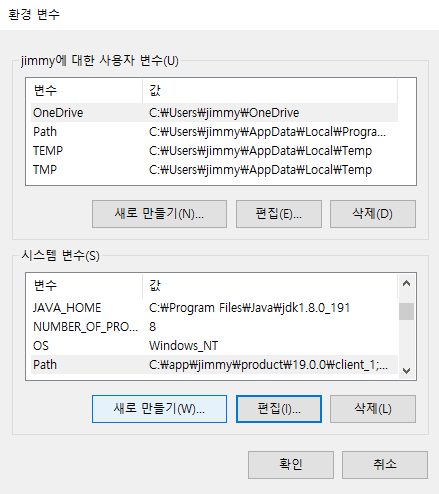 환경 변수
jimmy에 대한 사용자 변수(U)
변수 값
OneDrive C:₩Users₩jimmy₩OneDrive
Path C:₩Users₩jimmy₩AppData₩Local₩Progra...
TEMP C:₩Users₩jimmy₩AppData₩Local₩Temp
TMP C:₩Users₩jimmy₩AppData₩Local₩Temp
새로 만들기(N)... 편집(E)... 삭제(D)
시스템 변수(S)
변수 값
JAVA_HOME C:₩Program Files₩Java₩jdk1.8.0_191
NUMBER_OF_PRO... 8
OS Windows_NT
Path C:₩app₩jimmy₩product₩19.0.0₩client_1;...
새로 만들기(W)... 편집(I)... 삭제(L)
확인 취소